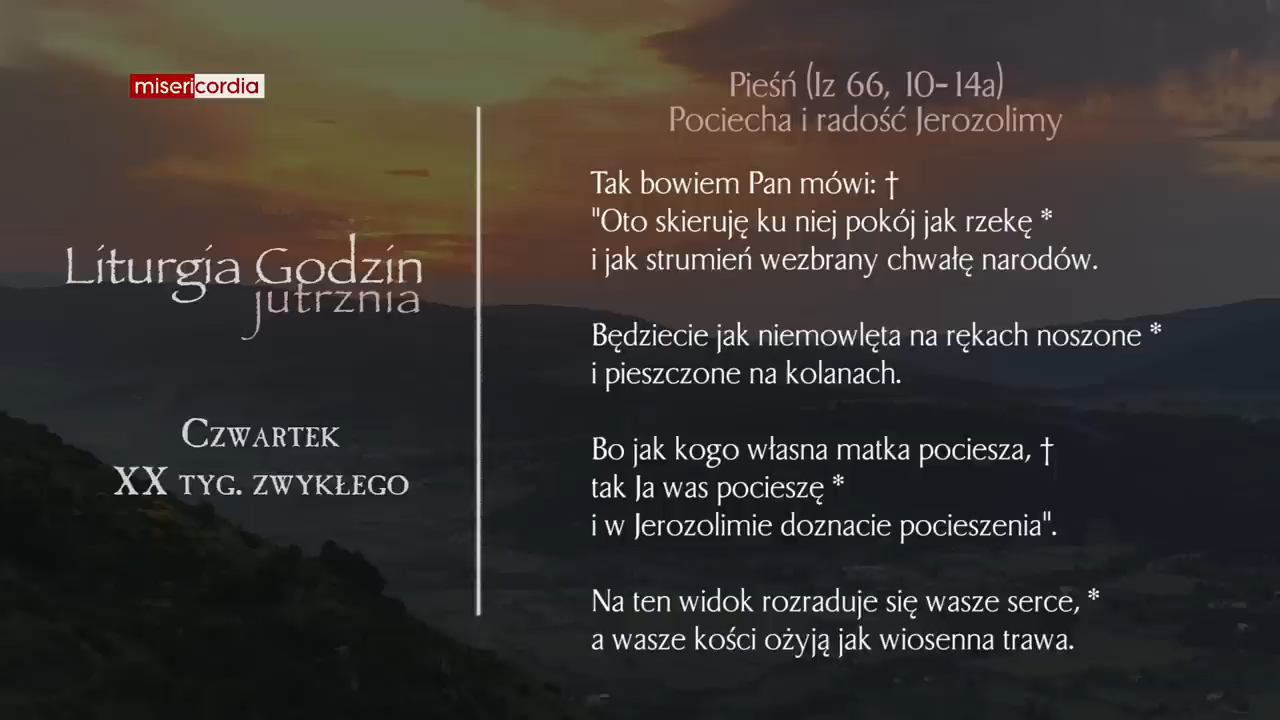 misericordia
Liturgia Godzin
jutrznia
Czwartek
XX tyg. zwykłego
Pieśń (Iz 66, 10-14a)
Pociecha i radość Jerozolimy
Tak bowiem Pan mówi: †
"Oto skieruję ku niej pokój jak rzekę *
i jak strumień wezbrany chwałę narodów.
Będziecie jak niemowlęta na rękach noszone *
i pieszczone na kolanach.
Bo jak kogo własna matka pociesza, †
tak Ja was pocieszę *
i w Jerozolimie doznacie pocieszenia".
Na ten widok rozraduje się wasze serce, *
a wasze kości ożyją jak wiosenna trawa.